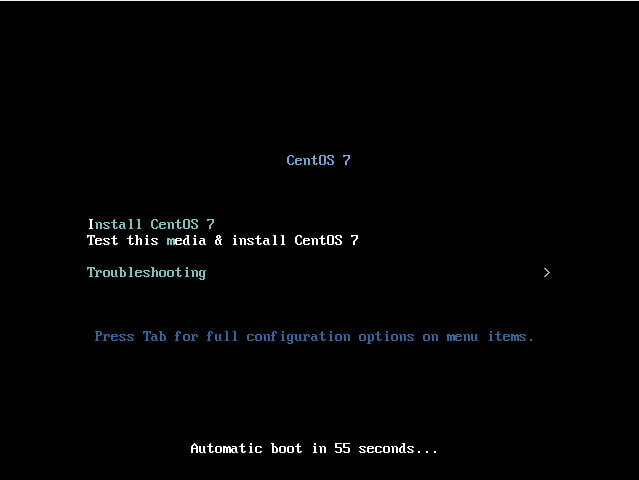 CentOS 7
Install CentOS 7
Test this media & install CentOS 7
Troubleshooting >
Press Tab for full configuration options on menu items.
Automatic boot in 55 seconds...